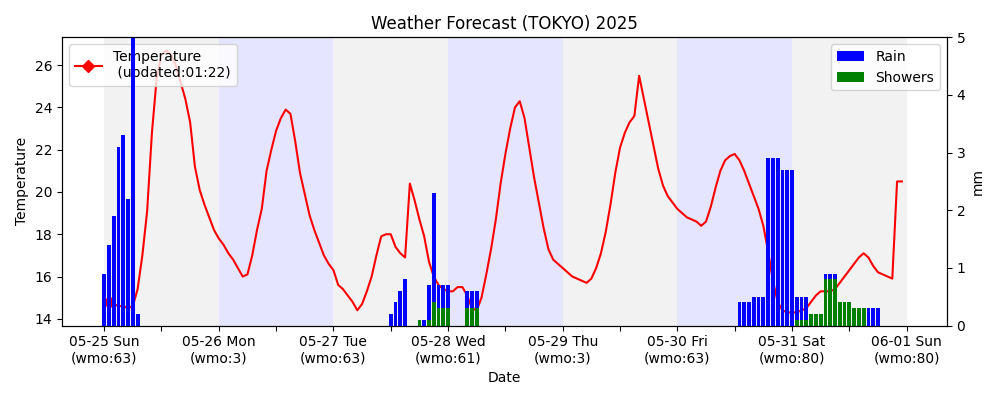 Weather Forecast (TOKYO) 2025
Temperature
(updated:01:22)
Rain
Showers
26
24
22
20
18
16
14
Temperature
5
4
3
2
1
0
mm
05-25 Sun
(wmo:63)
05-26 Mon
(wmo:3)
05-27 Tue
(wmo:63)
05-28 Wed
(wmo:61)
05-29 Thu
(wmo:3)
05-30 Fri
(wmo:63)
05-31 Sat
(wmo:80)
06-01 Sun
(wmo:80)
Date